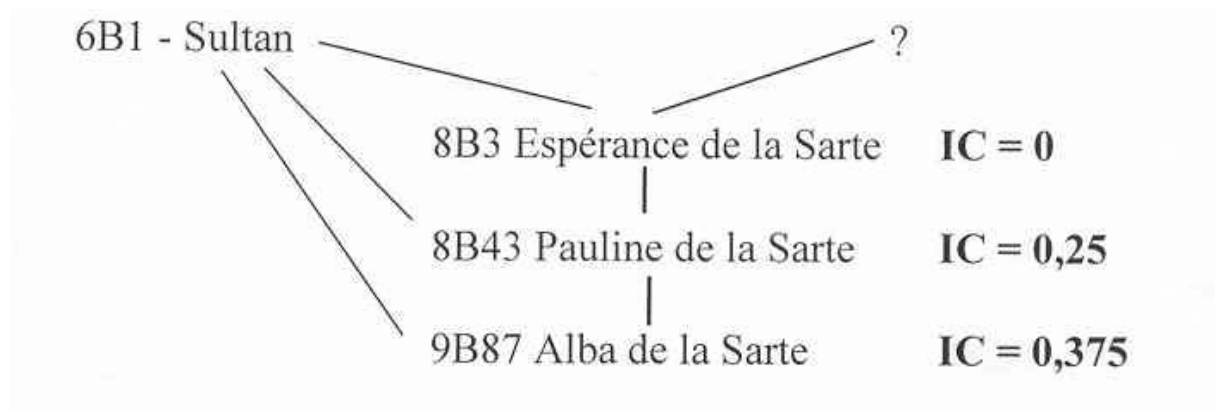 6B1 - Sultan ?
8B3 Espérance de la Sarte IC = 0
8B43 Pauline de la Sarte IC = 0,25
9B87 Alba de la Sarte IC = 0,375